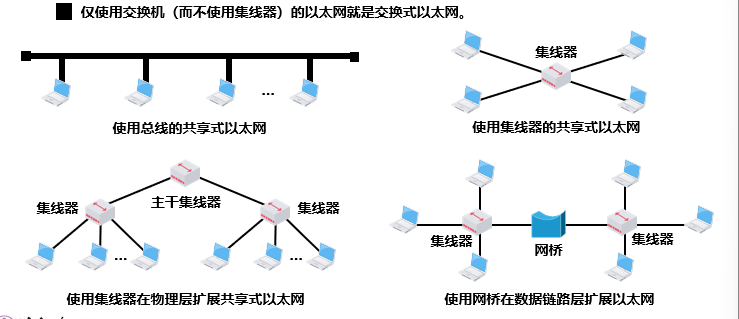 仅使用交换机（而不使用集线器）的以太网就是交换式以太网。
...
使用总线的共享式以太网
集线器
使用集线器的共享式以太网
主干集线器
集线器
集线器
...
...
使用集线器在物理层扩展共享式以太网
集线器
网桥
集线器
使用网桥在数据链路层扩展以太网